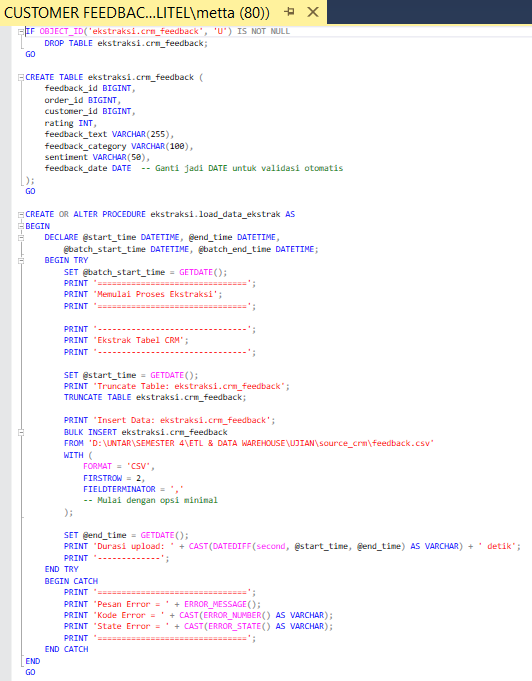 CUSTOMER FEEDBAC...LITEL\metta (80))
IF OBJECT_ID('ekstraksi.crm_feedback', 'U') IS NOT NULL
DROP TABLE ekstraksi.crm_feedback;
GO
CREATE TABLE ekstraksi.crm_feedback (
feedback_id BIGINT,
order_id BIGINT,
customer_id BIGINT,
rating INT,
feedback_text VARCHAR(255),
feedback_category VARCHAR(100),
sentiment VARCHAR(50),
feedback_date DATE  -- Ganti jadi DATE untuk validasi otomatis
);
GO
CREATE OR ALTER PROCEDURE ekstraksi.load_data_ekstrak AS
BEGIN
DECLARE @start_time DATETIME, @end_time DATETIME,
@batch_start_time DATETIME, @batch_end_time DATETIME;
BEGIN TRY
SET @batch_start_time = GETDATE();
PRINT '===============================';
PRINT 'Memulai Proses Ekstraksi';
PRINT '===============================';
PRINT '-------------------------------';
PRINT 'Ekstrak Tabel CRM';
PRINT '-------------------------------';
SET @start_time = GETDATE();
PRINT 'Truncate Table: ekstraksi.crm_feedback';
TRUNCATE TABLE ekstraksi.crm_feedback;
PRINT 'Insert Data: ekstraksi.crm_feedback';
BULK INSERT ekstraksi.crm_feedback
FROM 'D:\UNTAR\SEMESTER 4\ETL & DATA WAREHOUSE\UJIAN\source_crm\feedback.csv'
WITH (
FORMAT = 'CSV',
FIRSTROW = 2,
FIELDTERMINATOR = ','
-- Mulai dengan opsi minimal
);
SET @end_time = GETDATE();
PRINT 'Durasi upload: ' + CAST(DATEDIFF(second, @start_time, @end_time) AS VARCHAR) + ' detik';
PRINT '-------------';
END TRY
BEGIN CATCH
PRINT '===============================';
PRINT 'Pesan Error = ' + ERROR_MESSAGE();
PRINT 'Kode Error = ' + CAST(ERROR_NUMBER() AS VARCHAR);
PRINT 'State Error = ' + CAST(ERROR_STATE() AS VARCHAR);
PRINT '===============================';
END CATCH
END
GO